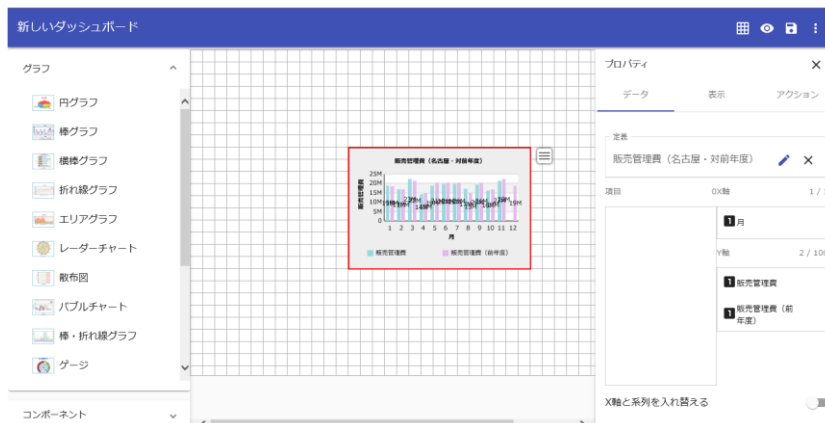 新しいダッシュボード
グラフ
円グラフ
棒グラフ
横棒グラフ
折れ線グラフ
エリアグラフ
レーダーチャート
散布図
バブルチャート
棒・折れ線グラフ
ゲージ
コンポーネント
販売管理費（名古屋・対前年度）
販売管理費
25M
20M
15M
10M
5M
0
1 2 3 4 5 6 7 8 9 10 11 12
月
販売管理費 販売管理費（前年度）
プロパティ
データ 表示 アクション
定義
販売管理費（名古屋・対前年度）
項目 0 X軸 1 /
月
Y軸 2 / 10
販売管理費
販売管理費（前
年度）
X軸と系列を入れ替える